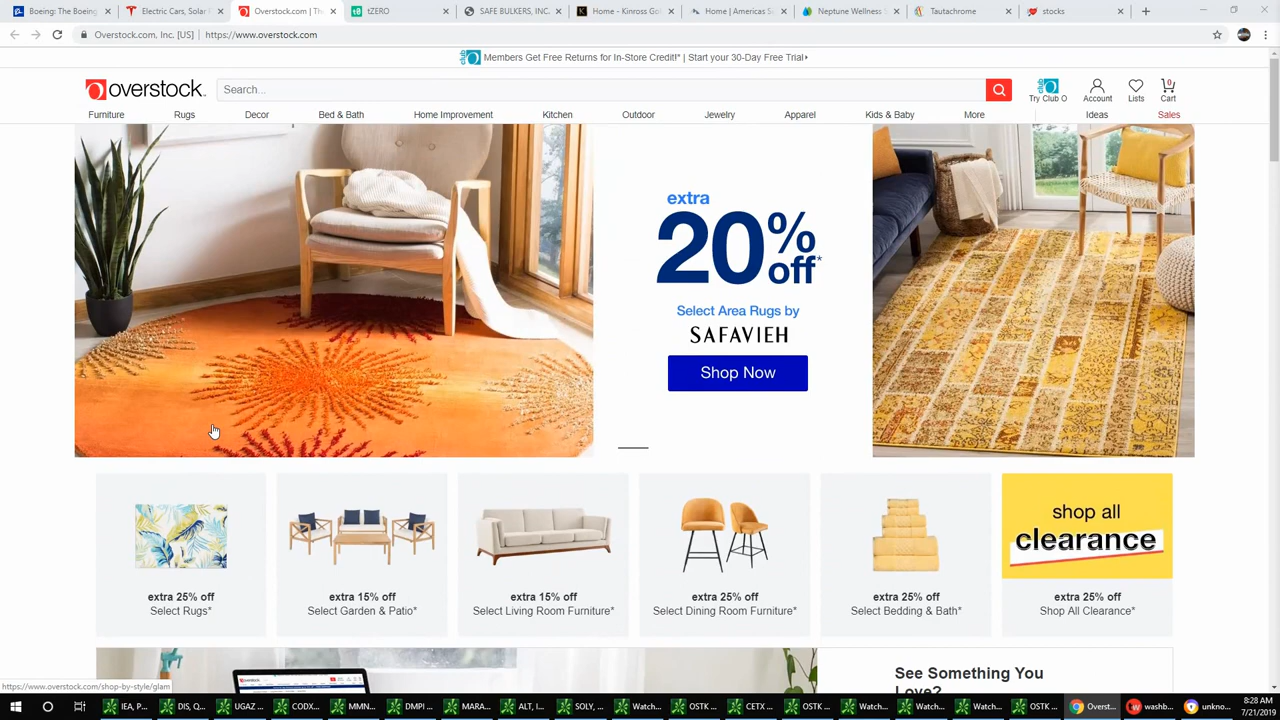 Boeing: The Boeing
Electric Cars, Solar
Overstock.com | Th
tZERO
SAFE BULKERS, INC.
Home - Kinross Go
Home | Americas S
Neptune Wellness S
Tautachrome
stocks
Overstock.com, Inc. [US] | https://www.overstock.com
club O Members Get Free Returns for In-Store Credit!* | Start your 30-Day Free Trial
overstock.
Search...
club O
0
Try Club O
Account
Lists
Cart
Furniture Rugs Decor Bed & Bath Home Improvement Kitchen Outdoor Jewelry Apparel Kids & Baby More Ideas Sales
extra
20% off*
Select Area Rugs by
SAFAVIEH
Shop Now
shop all
clearance
extra 25% off
Select Rugs*
extra 15% off
Select Garden & Patio*
extra 15% off
Select Living Room Furniture*
extra 25% off
Select Dining Room Furniture*
extra 25% off
Select Bedding & Bath*
extra 25% off
Shop All Clearance*
See Something You
Love?
https://www.overstock.com/shop-by-style/glam
IEA, P...
DIS, Q...
UGAZ ...
CODX...
MMN...
DMPI ...
MARA...
ALT, I...
SOLY, ...
Watch...
OSTK ...
CETX ...
OSTK ...
Watch...
Watch...
Watch...
OSTK ...
Overst...
washb...
unkno...
8:28 AM
7/21/2019